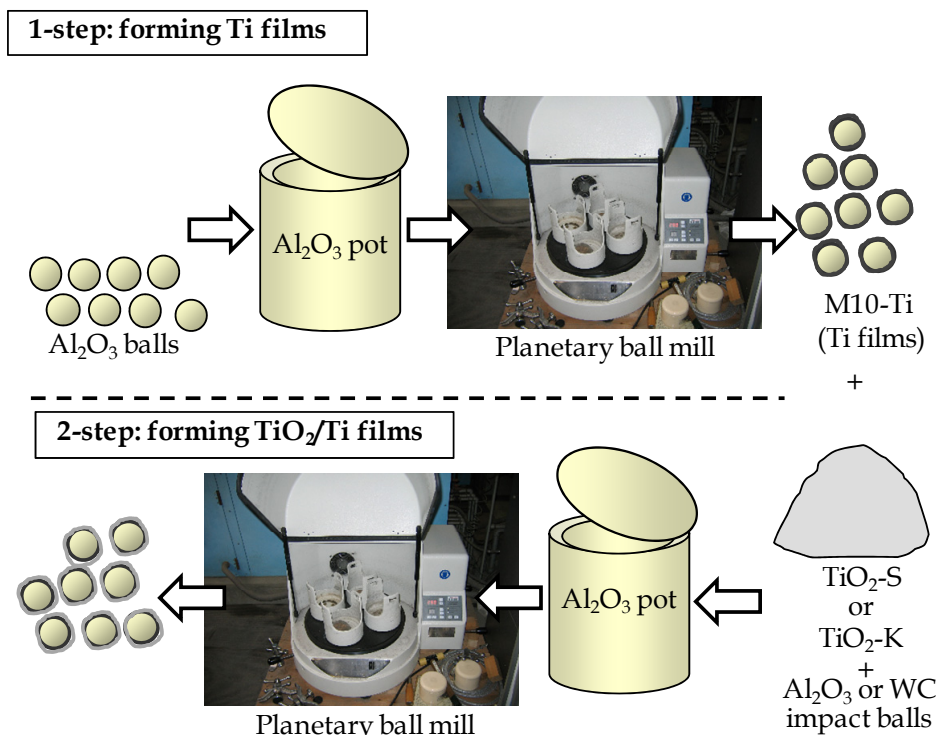 1-step: forming Ti films
Al₂O₃ balls
Al₂O₃ pot
Planetary ball mill
M10-Ti
(Ti films)
+
2-step: forming TiO₂/Ti films
TiO₂-S
or
TiO₂-K
+
Al₂O₃ or WC
impact balls
Al₂O₃ pot
Planetary ball mill